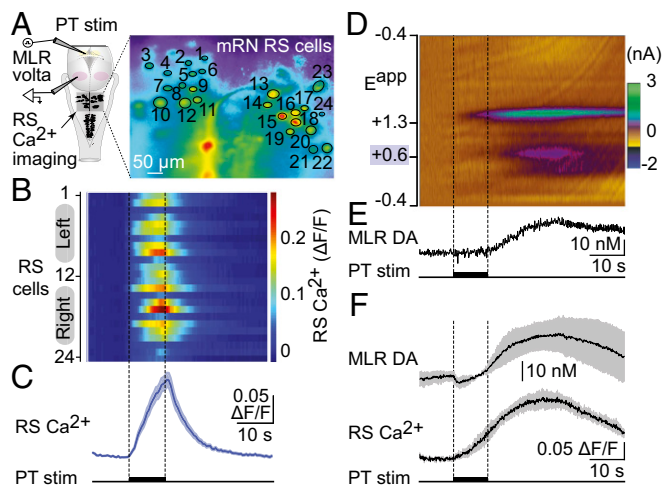 A
PT stim
MLR
volta
RS
Ca2+
imaging
mRN RS cells
1
2
3
4
5
6
7
8
9
10
11
12
13
14
15
16
17
18
19
20
21
22
23
24
50 µm
B
RS
cells
Left
Right
1
12
24
0.2
0.1
0
RS Ca2+ (ΔF/F)
C
RS Ca2+
0.05
ΔF/F
10 s
PT stim
D
Eapp
-0.4
+1.3
+0.6
-0.4
(nA)
3
0
-2
E
MLR DA
10 nM
10 s
PT stim
F
MLR DA
10 nM
RS Ca2+
0.05 ΔF/F
10 s
PT stim